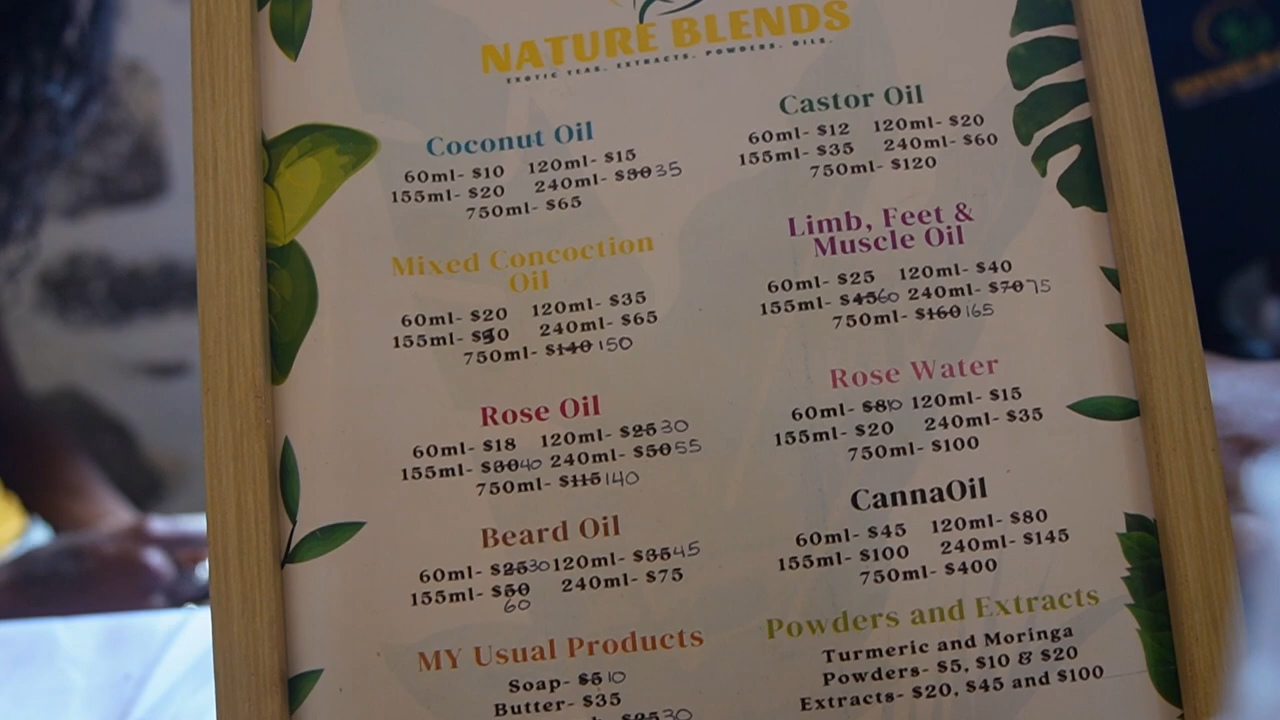 NATURE BLENDS
EXOTIC TEAS. EXTRACTS. POWDERS. OILS.
Coconut Oil
60ml- $10 120ml- $15
155ml- $20 240ml- $30 35
750ml- $65
Mixed Concoction
Oil
60ml- $20 120ml- $35
155ml- $50 240ml- $65
750ml- $140 150
Rose Oil
60ml- $18 120ml- $25 30
155ml- $30 40 240ml- $50 55
750ml- $115 140
Beard Oil
60ml- $25 30 120ml- $35 45
155ml- $50 240ml- $75
60
MY Usual Products
Soap- $5 10
Butter- $35
Castor Oil
60ml- $12 120ml- $20
155ml- $35 240ml- $60
750ml- $120
Limb, Feet &
Muscle Oil
60ml- $25 120ml- $40
155ml- $45 60 240ml- $70 75
750ml- $160 165
Rose Water
60ml- $8 10 120ml- $15
155ml- $20 240ml- $35
750ml- $100
CannaOil
60ml- $45 120ml- $80
155ml- $100 240ml- $145
750ml- $400
Powders and Extracts
Turmeric and Moringa
Powders- $5, $10 & $20
Extracts- $20, $45 and $100